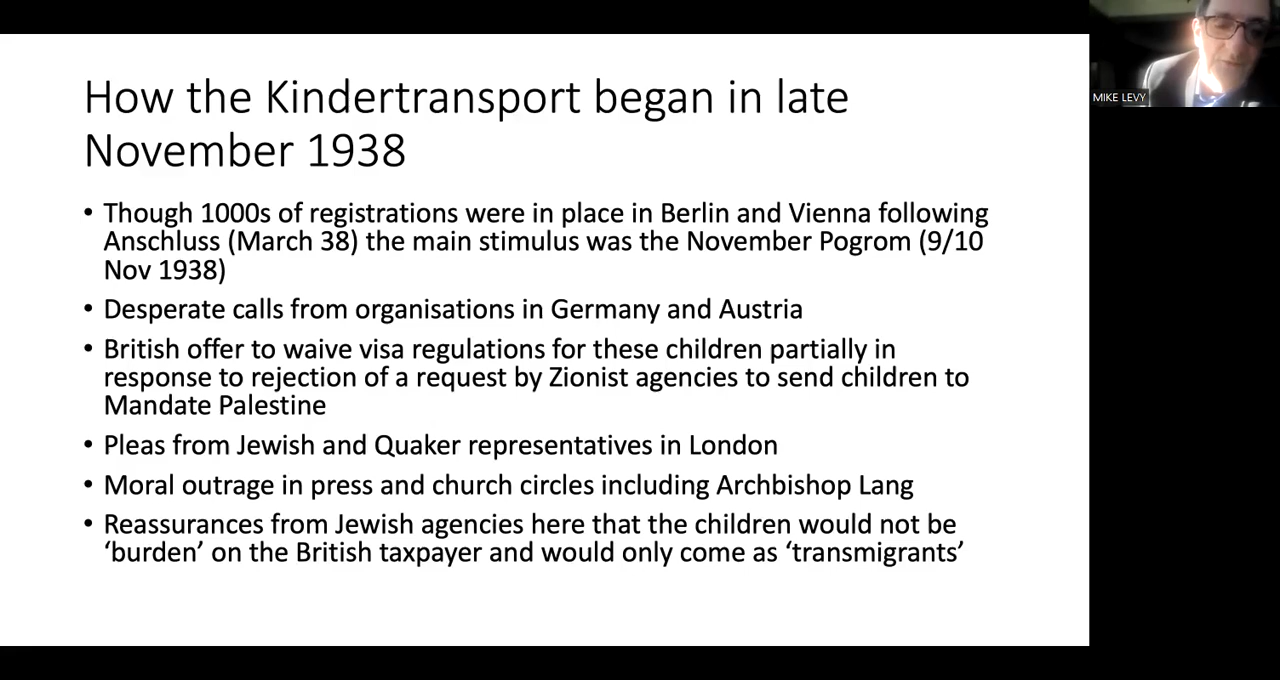 How the Kindertransport began in late
November 1938
• Though 1000s of registrations were in place in Berlin and Vienna following
Anschluss (March 38) the main stimulus was the November Pogrom (9/10
Nov 1938)
• Desperate calls from organisations in Germany and Austria
• British offer to waive visa regulations for these children partially in
response to rejection of a request by Zionist agencies to send children to
Mandate Palestine
• Pleas from Jewish and Quaker representatives in London
• Moral outrage in press and church circles including Archbishop Lang
• Reassurances from Jewish agencies here that the children would not be
‘burden’ on the British taxpayer and would only come as ‘transmigrants’
MIKE LEVY